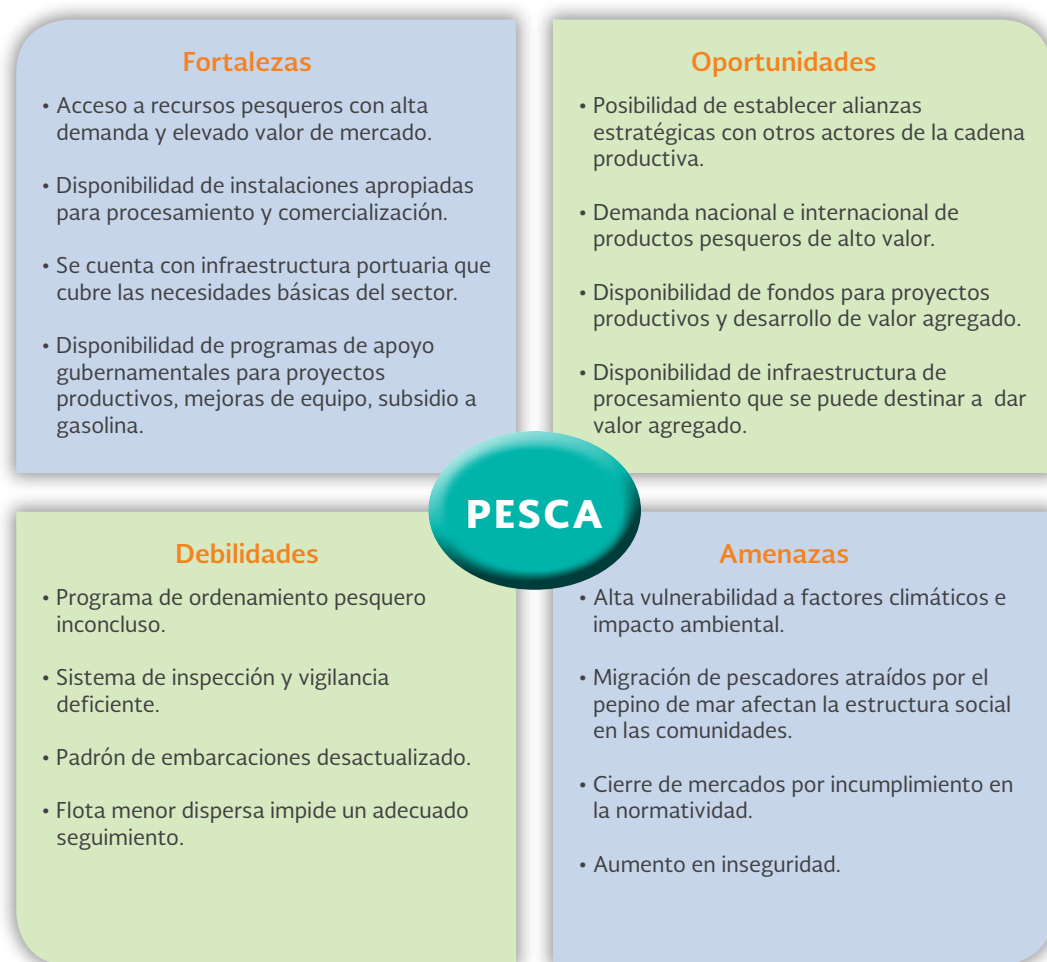 Fortalezas
• Acceso a recursos pesqueros con alta
demanda y elevado valor de mercado.
• Disponibilidad de instalaciones apropiadas
para procesamiento y comercialización.
• Se cuenta con infraestructura portuaria que
cubre las necesidades básicas del sector.
• Disponibilidad de programas de apoyo
gubernamentales para proyectos
productivos, mejoras de equipo, subsidio a
gasolina.
Oportunidades
• Posibilidad de establecer alianzas
estratégicas con otros actores de la cadena
productiva.
• Demanda nacional e internacional de
productos pesqueros de alto valor.
• Disponibilidad de fondos para proyectos
productivos y desarrollo de valor agregado.
• Disponibilidad de infraestructura de
procesamiento que se puede destinar a dar
valor agregado.
PESCA
Debilidades
• Programa de ordenamiento pesquero
inconcluso.
• Sistema de inspección y vigilancia
deficiente.
• Padrón de embarcaciones desactualizado.
• Flota menor dispersa impide un adecuado
seguimiento.
Amenazas
• Alta vulnerabilidad a factores climáticos e
impacto ambiental.
• Migración de pescadores atraídos por el
pepino de mar afectan la estructura social
en las comunidades.
• Cierre de mercados por incumplimiento en
la normatividad.
• Aumento en inseguridad.